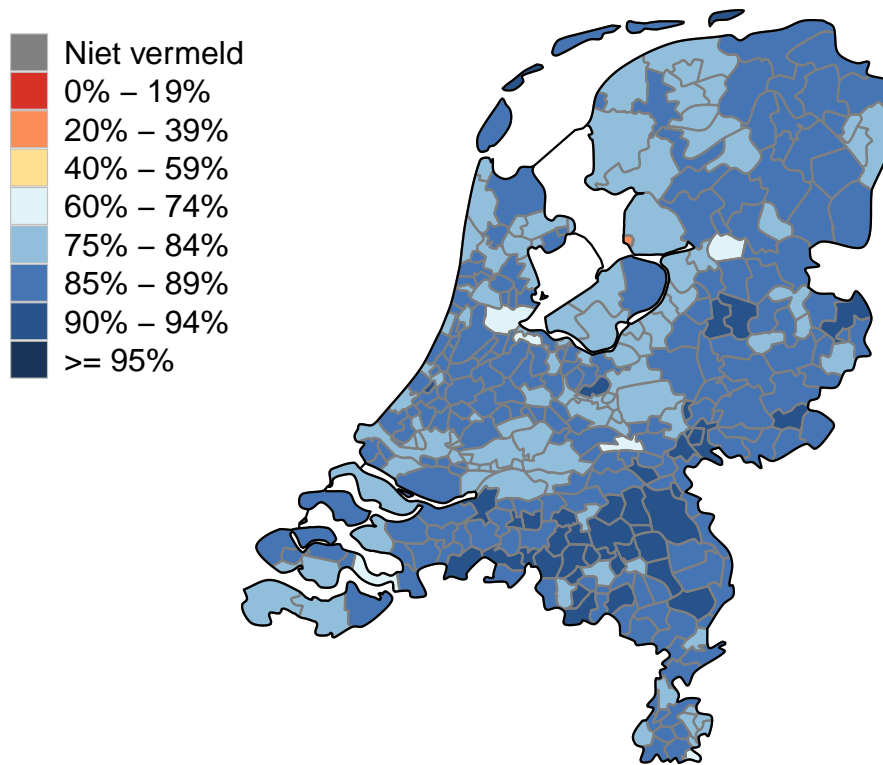 Niet vermeld
0% – 19%
20% – 39%
40% – 59%
60% – 74%
75% – 84%
85% – 89%
90% – 94%
>= 95%